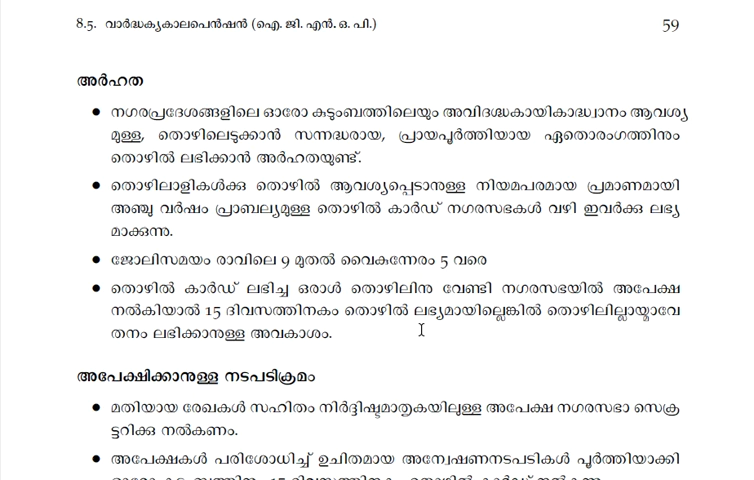 8.5. വാർദ്ധക്യകാലപെൻഷൻ (ഐ. ജി. എൻ. ഒ. പി.) 59
അർഹത
● നഗരപ്രദേശങ്ങളിലെ ഓരോ കുടുംബത്തിലെയും അവിദഗ്ദ്ധകായികാദ്ധ്വാനം ആവശ്യ
മുള്ള, തൊഴിലെടുക്കാൻ സന്നദ്ധരായ, പ്രായപൂർത്തിയായ ഏതൊരംഗത്തിനും
തൊഴിൽ ലഭിക്കാൻ അർഹതയുണ്ട്.
● തൊഴിലാളികൾക്കു തൊഴിൽ ആവശ്യപ്പെടാനുള്ള നിയമപരമായ പ്രമാണമായി
അഞ്ചു വർഷം പ്രാബല്യമുള്ള തൊഴിൽ കാർഡ് നഗരസഭകൾ വഴി ഇവർക്കു ലഭ്യ
മാക്കുന്നു.
● ജോലിസമയം രാവിലെ 9 മുതൽ വൈകുന്നേരം 5 വരെ
● തൊഴിൽ കാർഡ് ലഭിച്ച ഒരാൾ തൊഴിലിനു വേണ്ടി നഗരസഭയിൽ അപേക്ഷ
നൽകിയാൽ 15 ദിവസത്തിനകം തൊഴിൽ ലഭ്യമായില്ലെങ്കിൽ തൊഴിലില്ലായ്മാവേ
തനം ലഭിക്കാനുള്ള അവകാശം.
അപേക്ഷിക്കാനുള്ള നടപടിക്രമം
● മതിയായ രേഖകൾ സഹിതം നിർദ്ദിഷ്ടമാതൃകയിലുള്ള അപേക്ഷ നഗരസഭാ സെക്ര
ട്ടറിക്കു നൽകണം.
● അപേക്ഷകൾ പരിശോധിച്ച് ഉചിതമായ അന്വേഷണനടപടികൾ പൂർത്തിയാക്കി